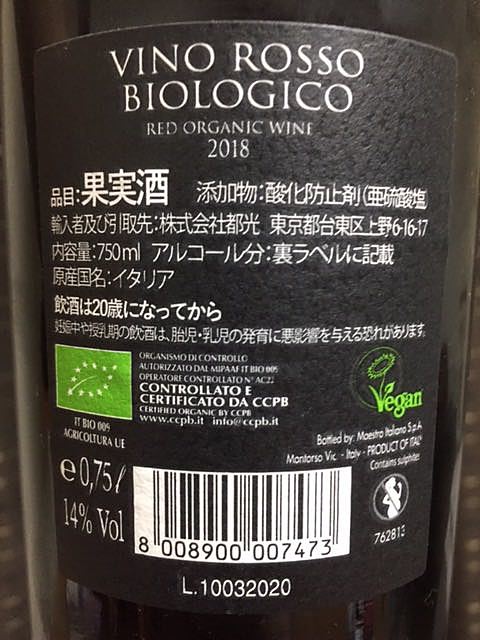 VINO ROSSO
BIOLOGICO
RED ORGANIC WINE
2018
品目:果実酒 添加物:酸化防止剤(亜硫酸塩)
輸入者及び引取先:株式会社都光 東京都台東区上野6-16-17
内容量:750ml アルコール分:裏ラベルに記載
原産国名:イタリア
飲酒は20歳になってから
妊娠中や授乳期の飲酒は、胎児・乳児の発育に悪影響を与える恐れがあります。
ORGANISMO DI CONTROLLO
AUTORIZZATO DAL MIPAAF IT BIO 009
OPERATORE CONTROLLATO N° AC22
CONTROLLATO E
CERTIFICATO DA CCPB
CERTIFIED ORGANIC BY CCPB
www.ccpb.it info@ccpb.it
IT BIO 009
AGRICOLTURA UE
Vegan
Bottled by: Maestro Italiano S.p.A.
Montorso Vic. - Italy - PRODUCT OF ITALY
Contains sulphites
e 0,75ℓ
14% Vol
8 008900 007473
762813
L.10032020